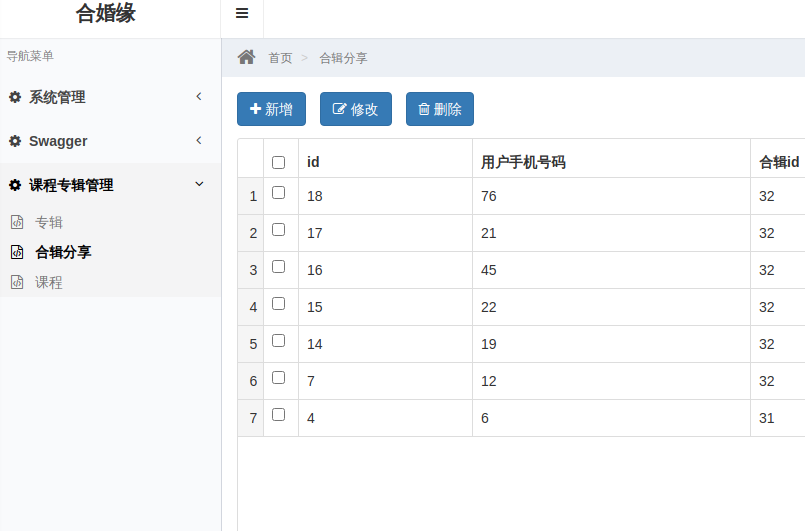 合婚缘
导航菜单
首页 > 合辑分享
系统管理
Swagger
课程专辑管理
专辑
合辑分享
课程
新增 修改 删除
id 用户手机号码 合辑id
1 18 76 32
2 17 21 32
3 16 45 32
4 15 22 32
5 14 19 32
6 7 12 32
7 4 6 31